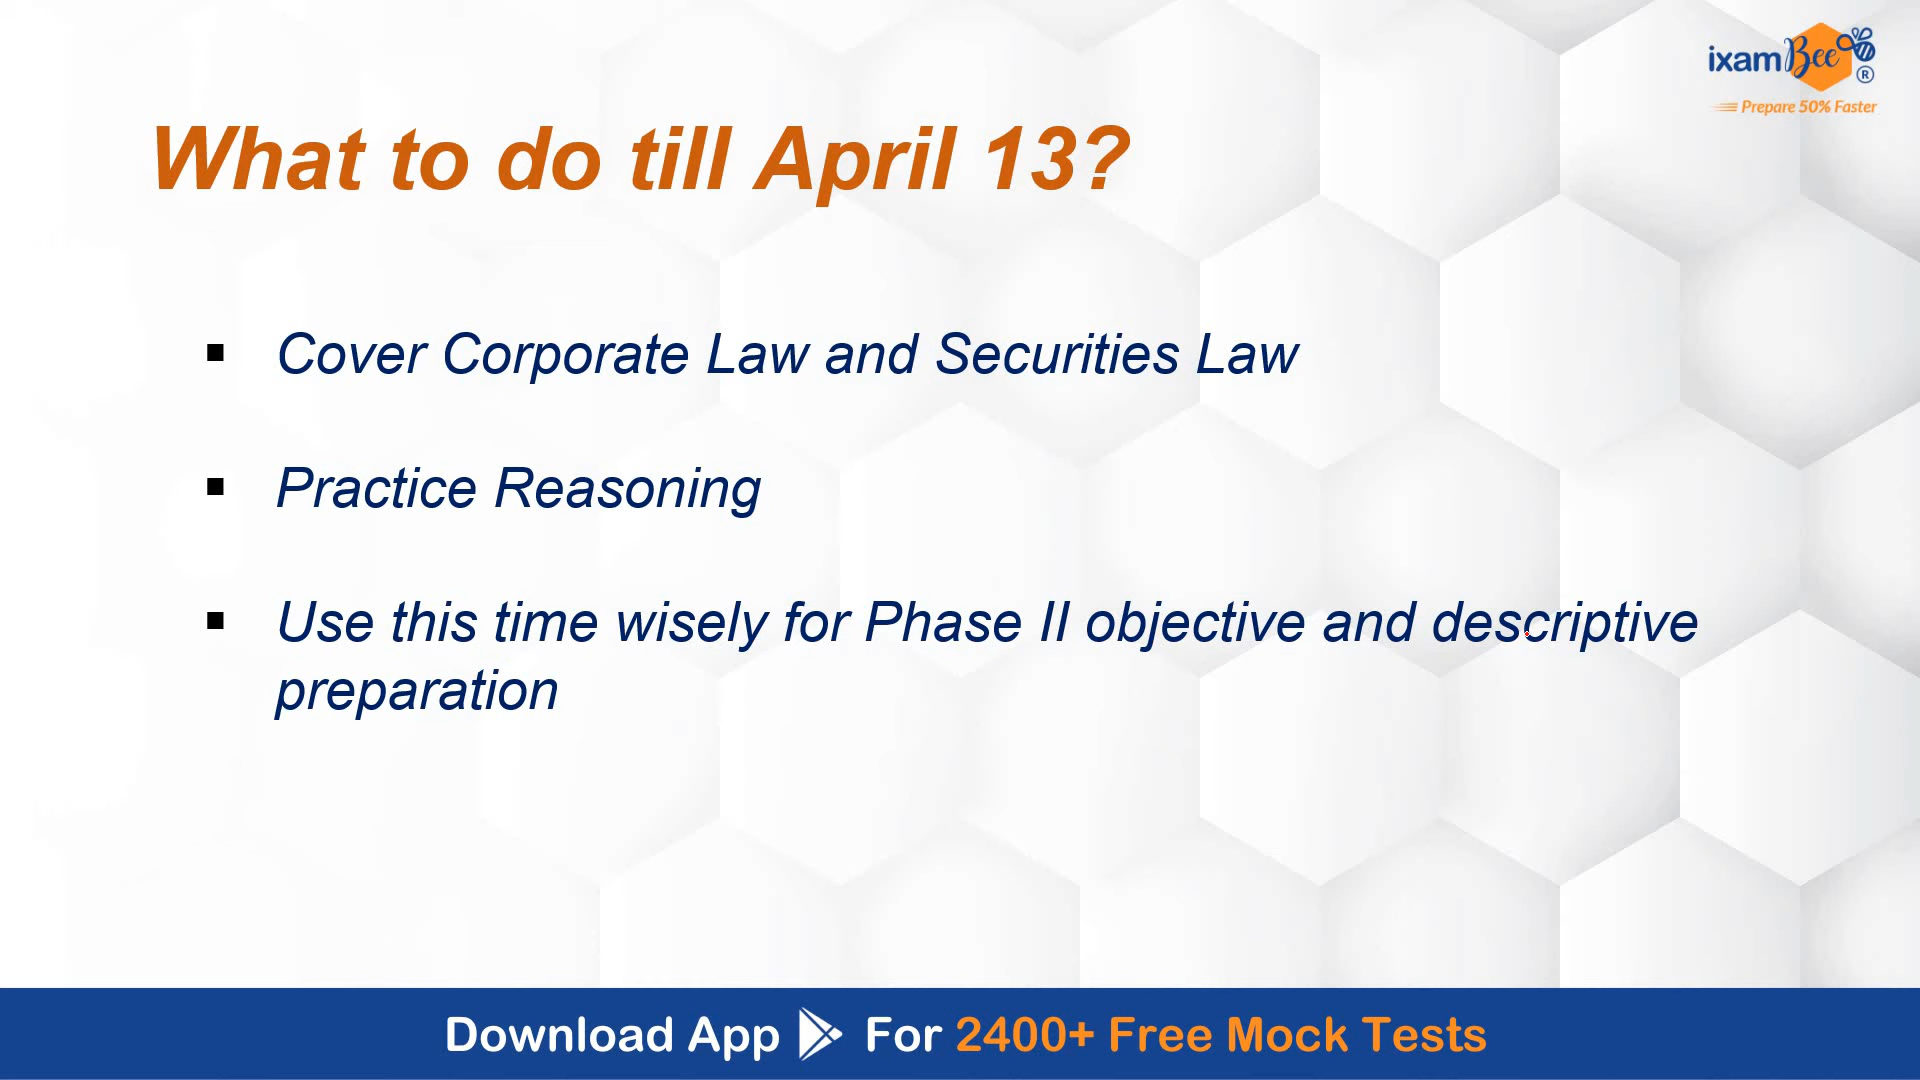 ixamBee®
Prepare 50% Faster
What to do till April 13?
▪ Cover Corporate Law and Securities Law
▪ Practice Reasoning
▪ Use this time wisely for Phase II objective and descriptive
preparation
Download App For 2400+ Free Mock Tests